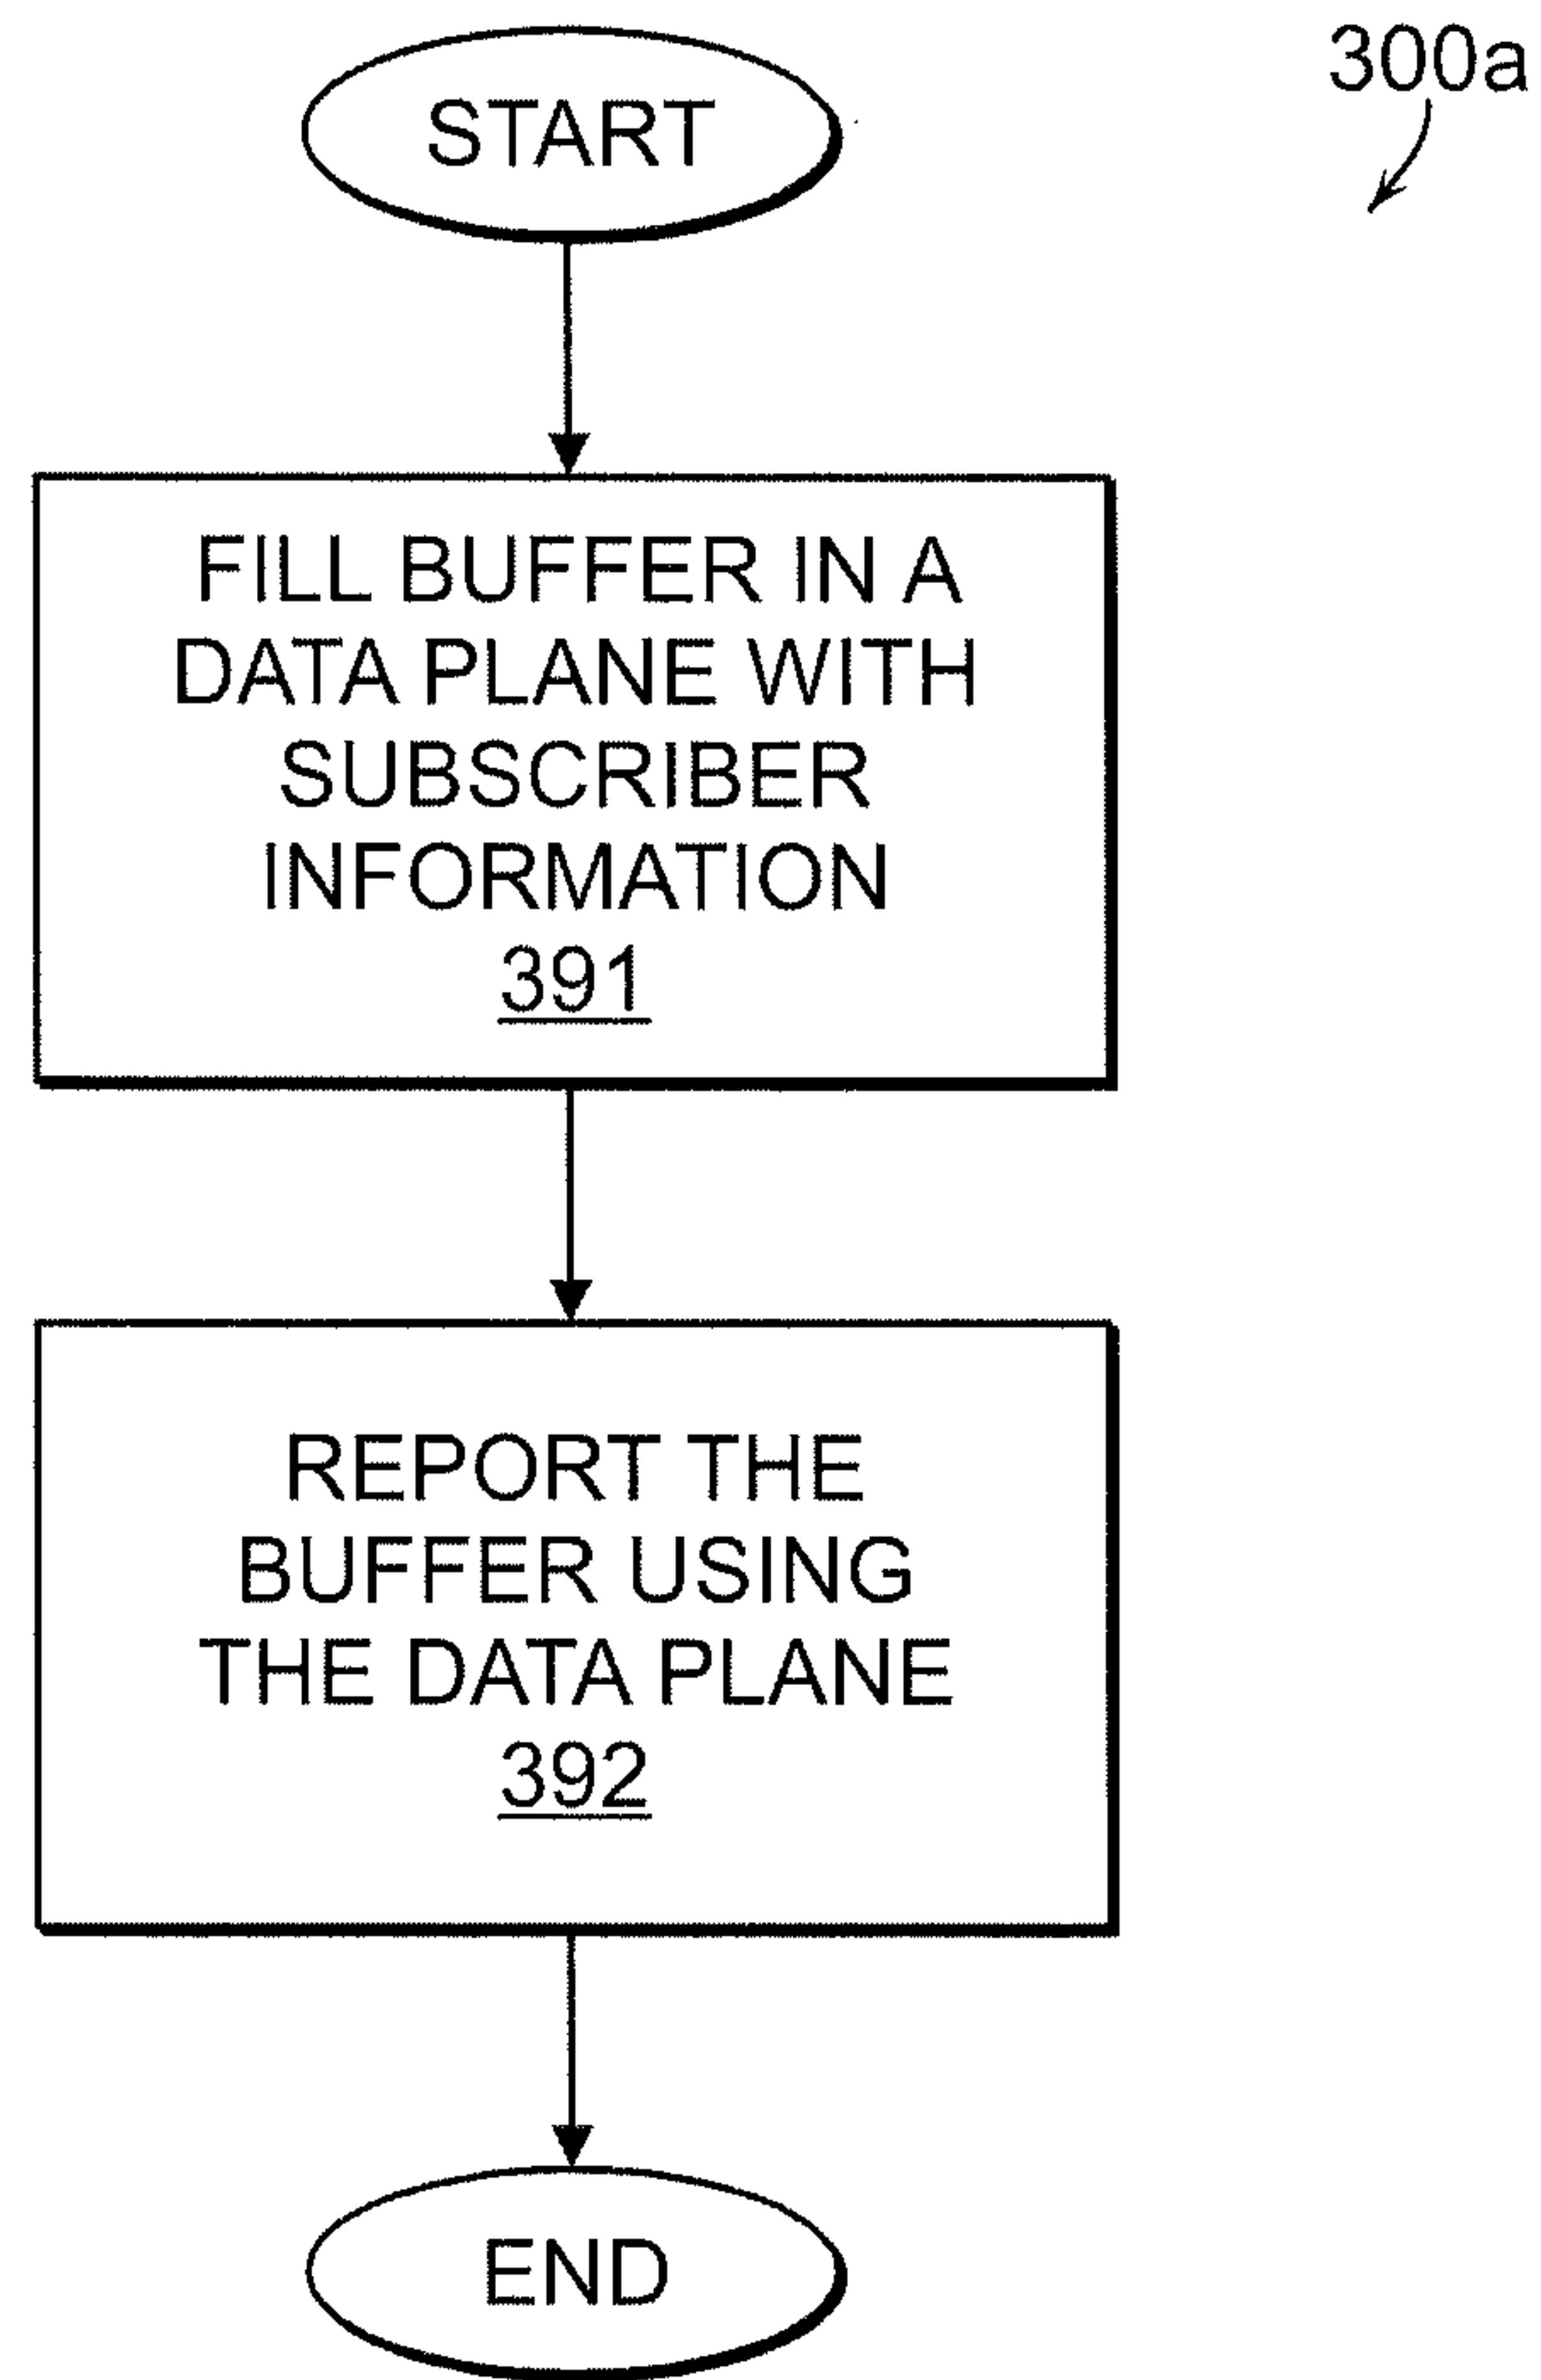 300a
START
FILL BUFFER IN A
DATA PLANE WITH
SUBSCRIBER
INFORMATION
391
REPORT THE
BUFFER USING
THE DATA PLANE
392
END